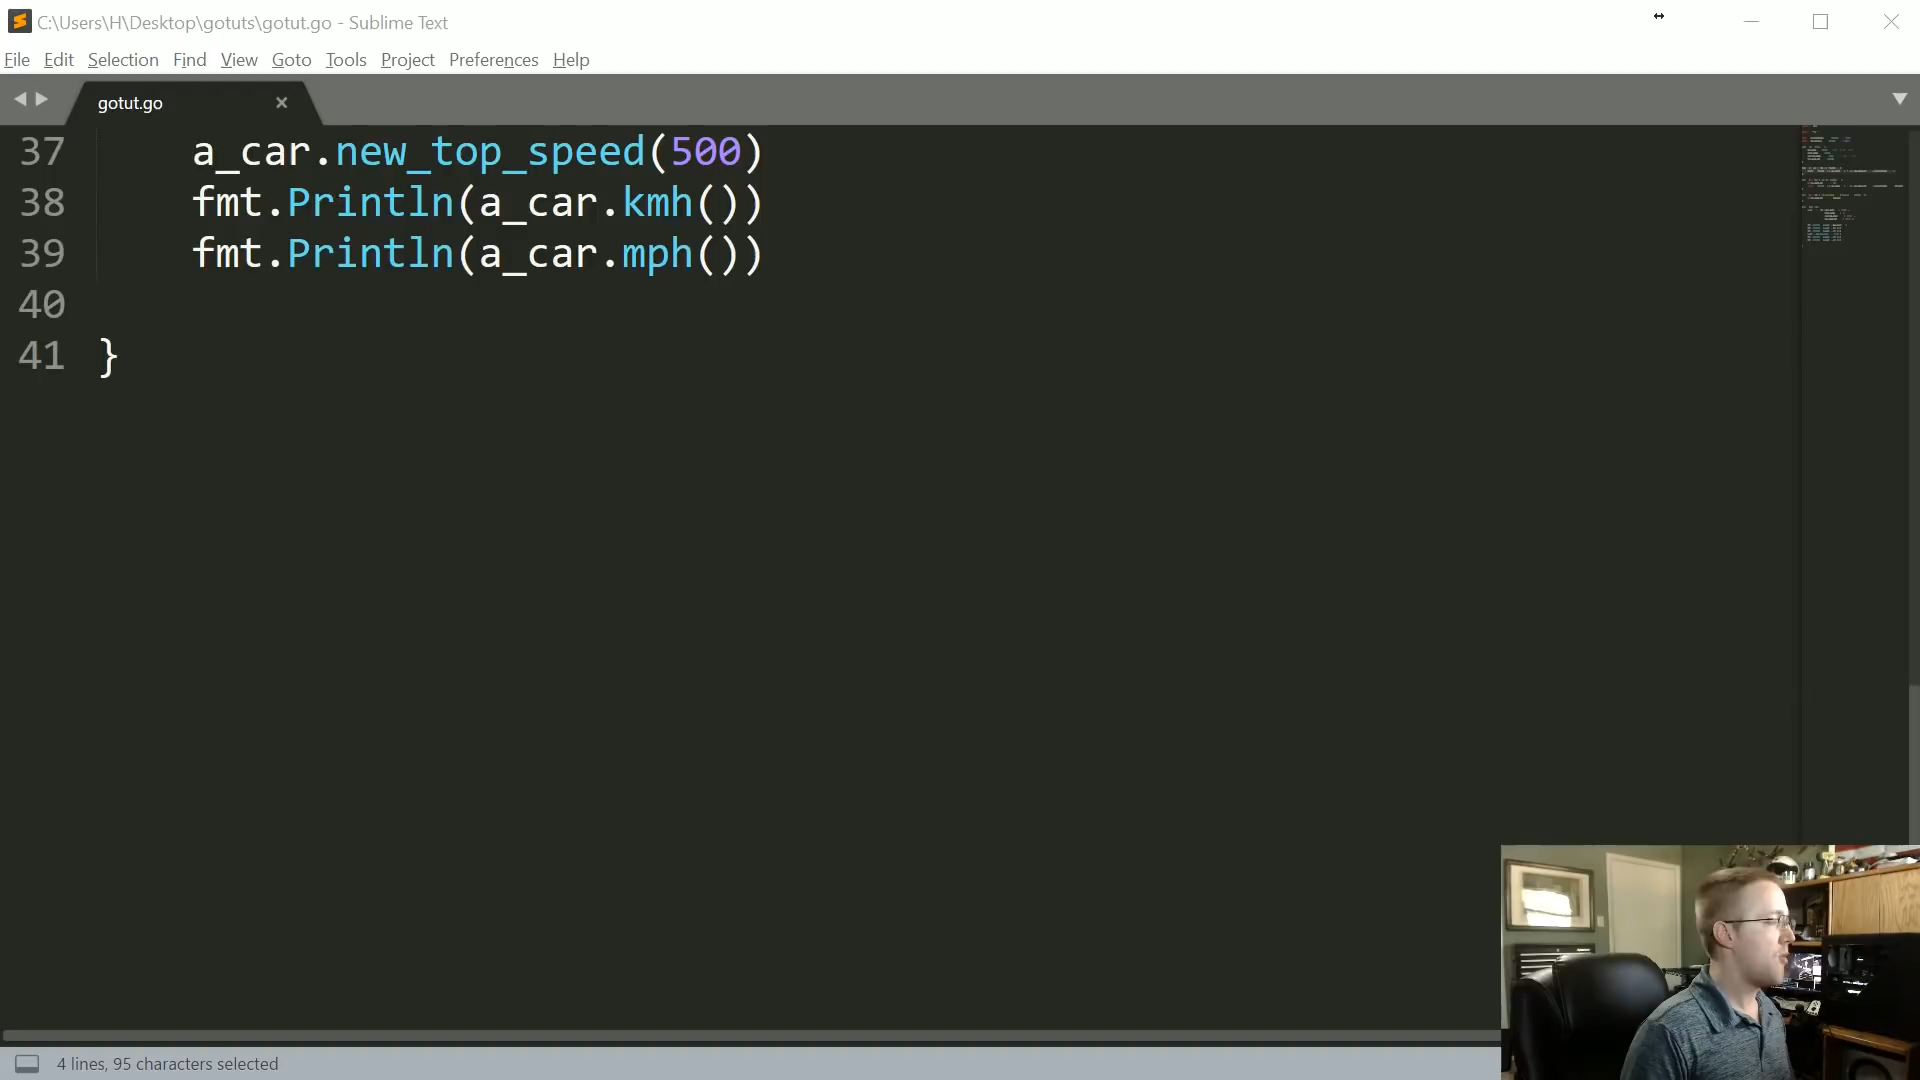 C:\Users\H\Desktop\gotuts\gotut.go - Sublime Text
File Edit Selection Find View Goto Tools Project Preferences Help
gotut.go
37 a_car.new_top_speed(500)
38 fmt.Println(a_car.kmh())
39 fmt.Println(a_car.mph())
40
41 }
4 lines, 95 characters selected